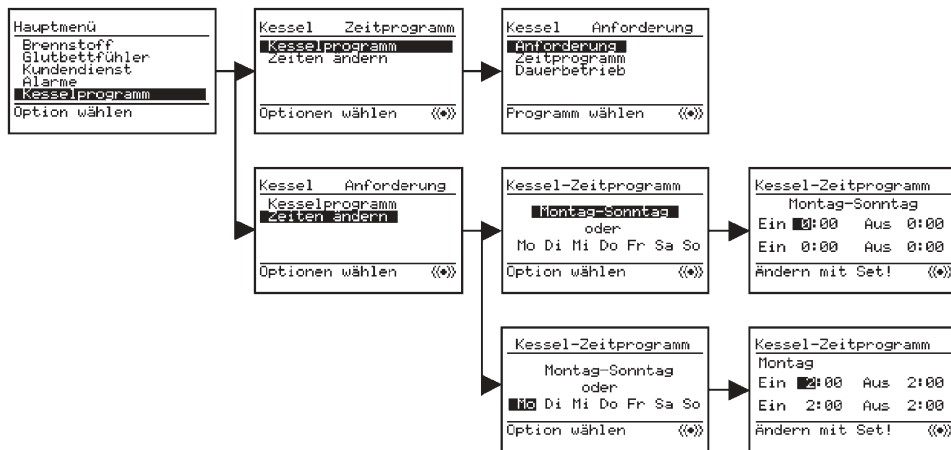 Hauptmenü
Brennstoff
Glutbettfühler
Kundendienst
Alarme
Kesselprogramm
Option wählen
Kessel Zeitprogramm
Kesselprogramm
Zeiten ändern
Optionen wählen ((•))
Kessel Anforderung
Anforderung
Zeitprogramm
Dauerbetrieb
Programm wählen ((•))
Kessel Anforderung
Kesselprogramm
Zeiten ändern
Optionen wählen ((•))
Kessel-Zeitprogramm
Montag-Sonntag
oder
Mo Di Mi Do Fr Sa So
Option wählen ((•))
Kessel-Zeitprogramm
Montag-Sonntag
Ein 0:00 Aus 0:00
Ein 0:00 Aus 0:00
Ändern mit Set! ((•))
Kessel-Zeitprogramm
Montag-Sonntag
oder
Mo Di Mi Do Fr Sa So
Option wählen ((•))
Kessel-Zeitprogramm
Montag
Ein 2:00 Aus 2:00
Ein 2:00 Aus 2:00
Ändern mit Set! ((•))